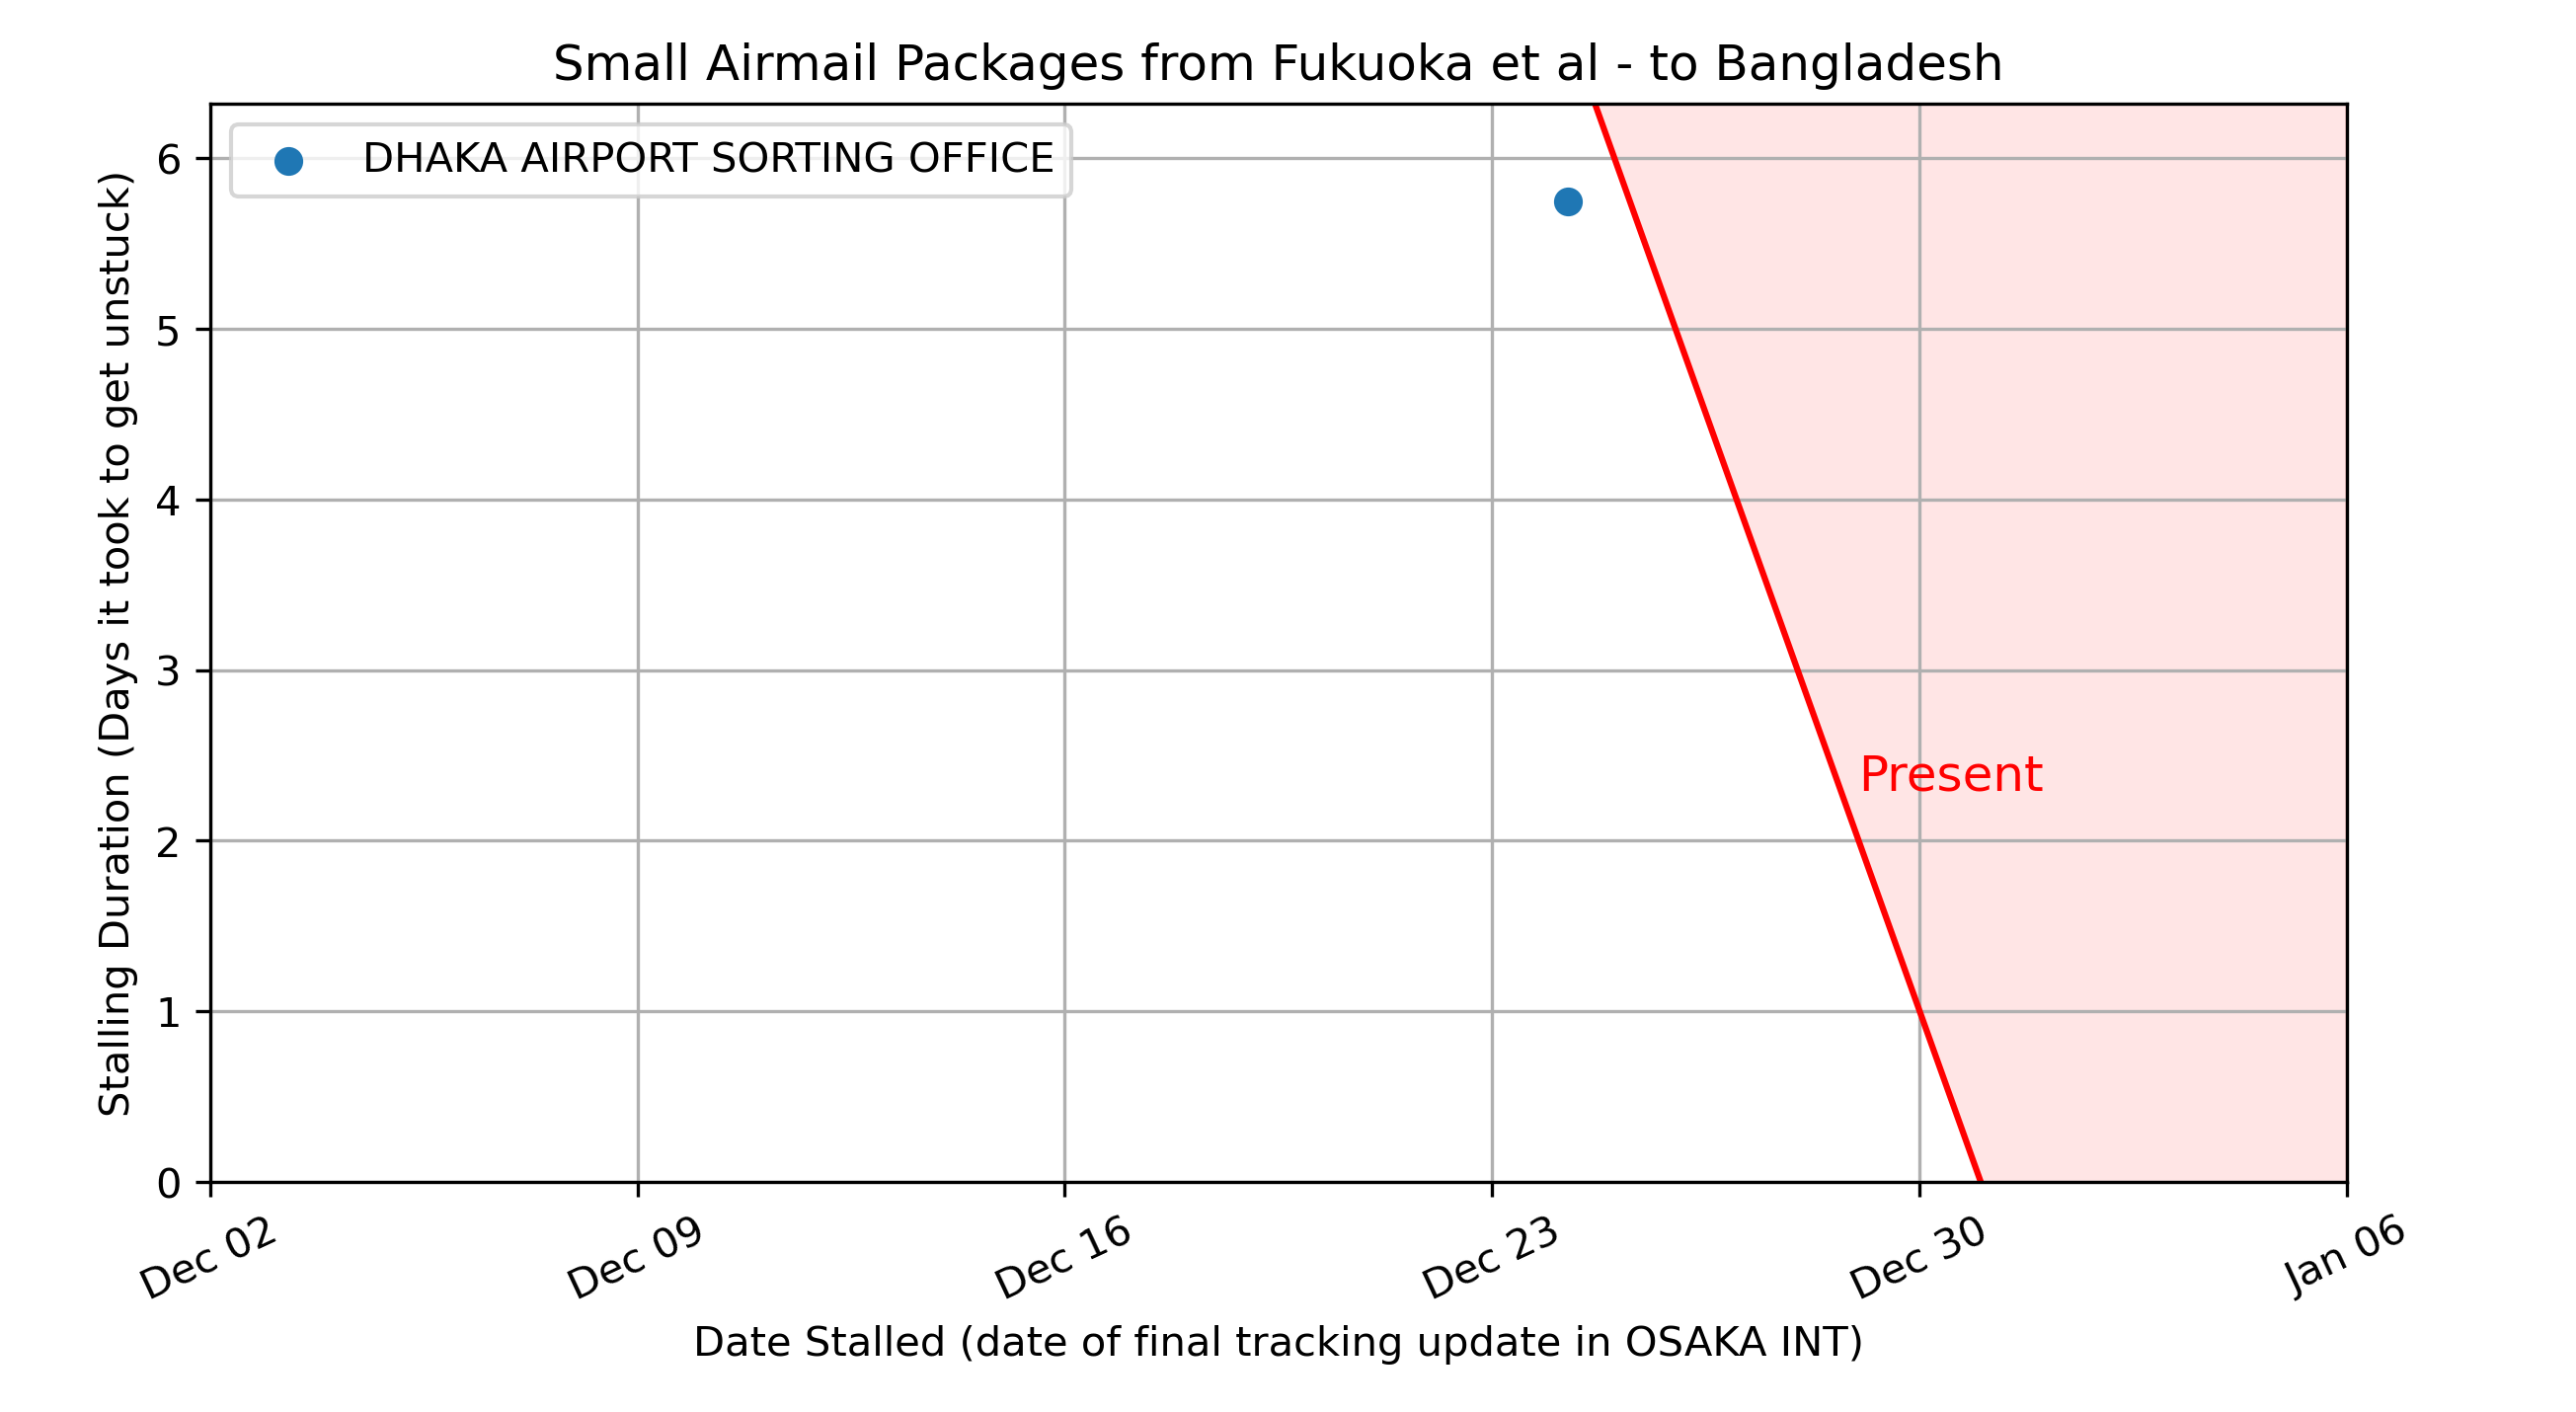 Small Airmail Packages from Fukuoka et al - to Bangladesh
DHAKA AIRPORT SORTING OFFICE
Stalling Duration (Days it took to get unstuck)
6
5
4
3
2
1
0
Present
Dec 02
Dec 09
Dec 16
Dec 23
Dec 30
Jan 06
Date Stalled (date of final tracking update in OSAKA INT)